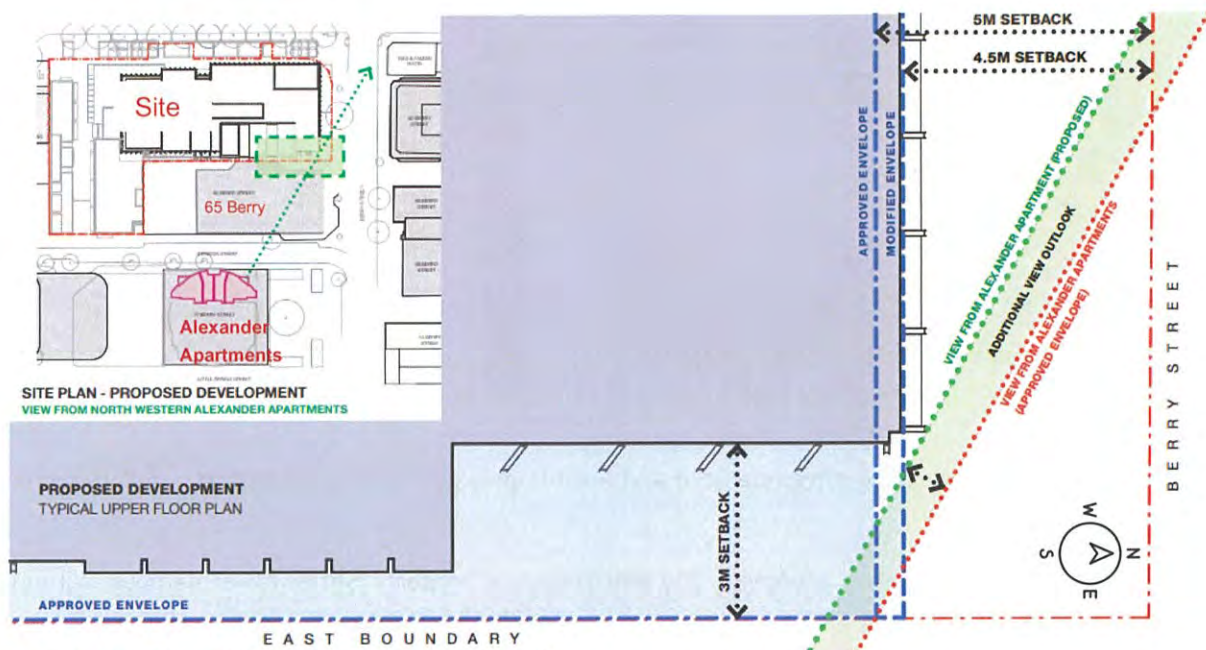 Site
65 Berry
Alexander
Apartments
SITE PLAN - PROPOSED DEVELOPMENT
VIEW FROM NORTH WESTERN ALEXANDER APARTMENTS
PROPOSED DEVELOPMENT
TYPICAL UPPER FLOOR PLAN
APPROVED ENVELOPE
EAST BOUNDARY
3M SETBACK
APPROVED ENVELOPE
MODIFIED ENVELOPE
5M SETBACK
4.5M SETBACK
VIEW FROM ALEXANDER APARTMENT (PROPOSED)
ADDITIONAL VIEW OUTLOOK
VIEW FROM ALEXANDER APARTMENTS
(APPROVED ENVELOPE)
BERRY STREET
W
S
N
E